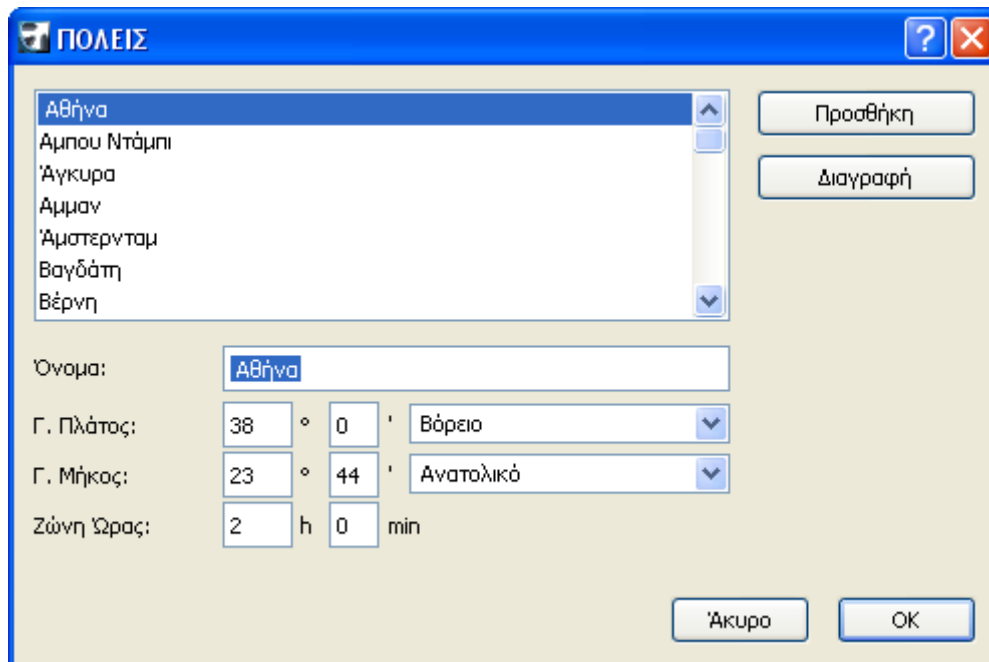 ΠΟΛΕΙΣ
Αθήνα
Αμπου Ντάμπι
Άγκυρα
Αμμαν
Άμστερνταμ
Βαγδάτη
Βέρνη
Προσθήκη
Διαγραφή
Όνομα: Αθήνα
Γ. Πλάτος: 38 ° 0 ' Βόρειο
Γ. Μήκος: 23 ° 44 ' Ανατολικό
Ζώνη Ώρας: 2 h 0 min
Άκυρο OK